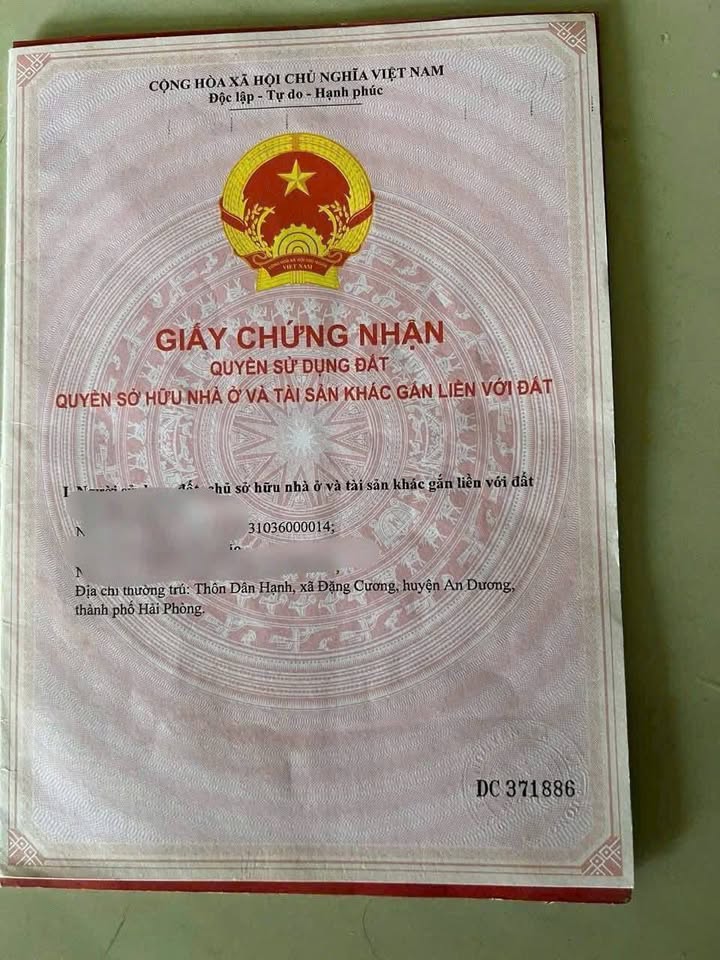 CỘNG HÒA XÃ HỘI CHỦ NGHĨA VIỆT NAM
Độc lập - Tự do - Hạnh phúc
VIỆT NAM
GIẤY CHỨNG NHẬN
QUYỀN SỬ DỤNG ĐẤT
QUYỀN SỞ HỮU NHÀ Ở VÀ TÀI SẢN KHÁC GẮN LIỀN VỚI ĐẤT
đất, chủ sở hữu nhà ở và tài sản khác gắn liền với đất
31036000014;
Địa chỉ thường trú: Thôn Dân Hạnh, xã Đặng Cương, huyện An Dương,
thành phố Hải Phòng.
DC 371886